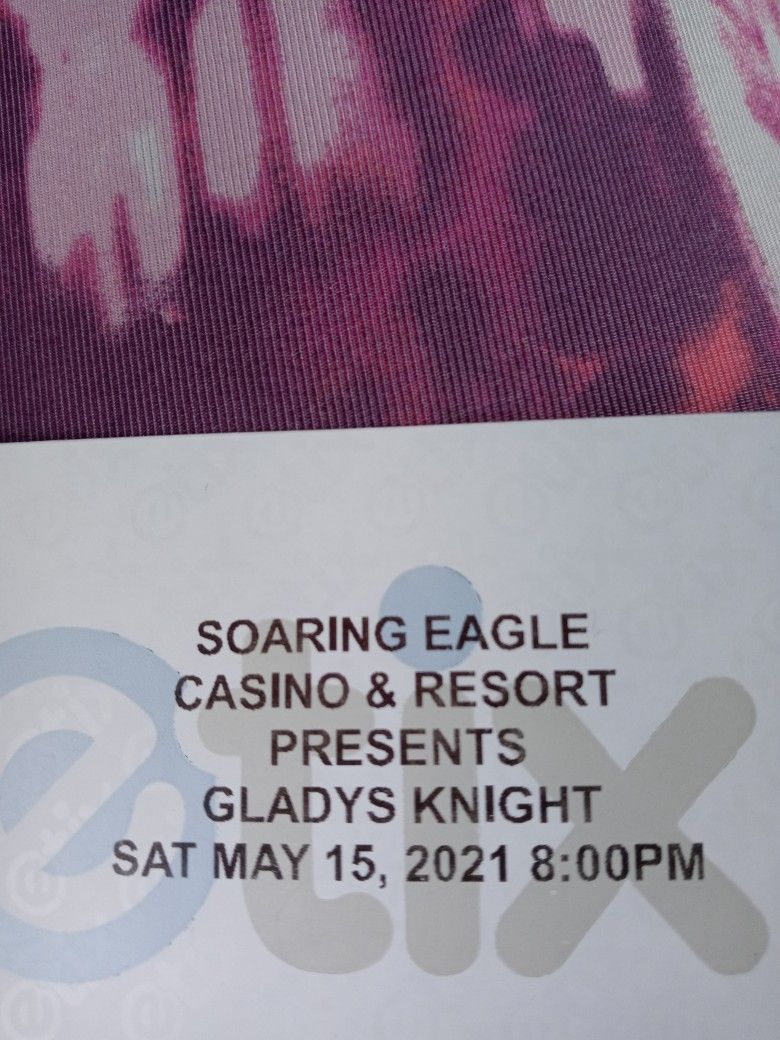 SOARING EAGLE
CASINO & RESORT
PRESENTS
GLADYS KNIGHT
SAT MAY 15, 2021 8:00PM
etix